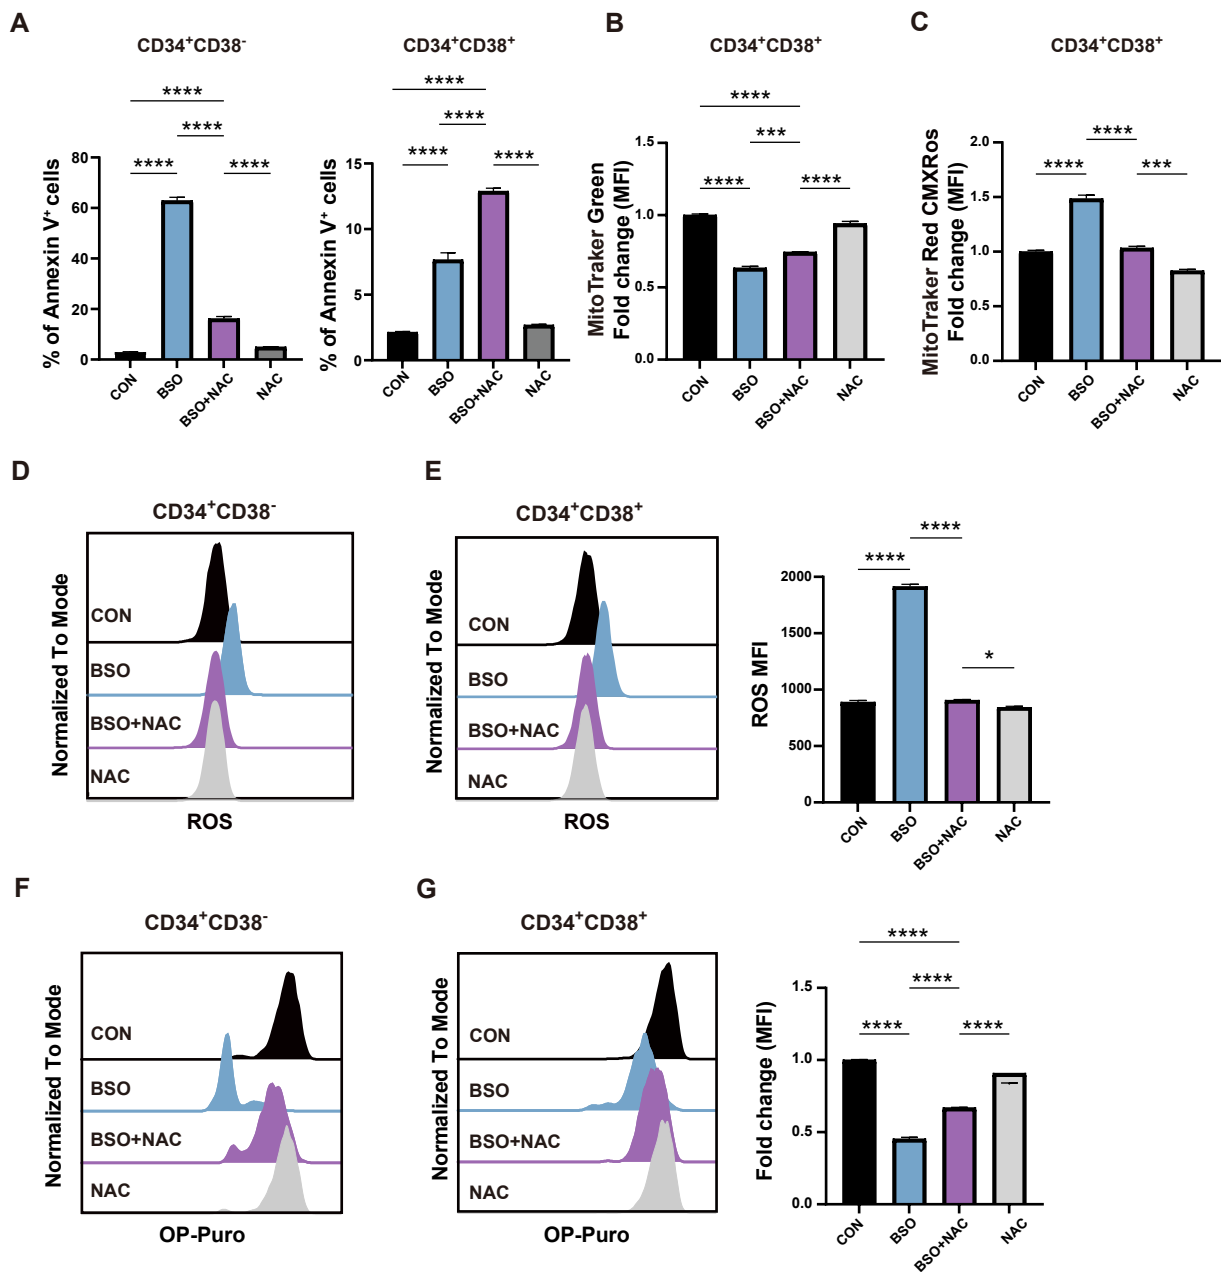 A
CD34+CD38-
****
****
****
****
% of Annexin V+ cells
80
60
40
20
0
CON
BSO
BSO+NAC
NAC
CD34+CD38+
****
****
****
****
% of Annexin V+ cells
15
10
5
0
CON
BSO
BSO+NAC
NAC
B
CD34+CD38+
****
***
****
****
MitoTraker Green
Fold change (MFI)
1.5
1.0
0.5
0.0
CON
BSO
BSO+NAC
NAC
C
CD34+CD38+
****
****
***
MitoTraker Red CMXRos
Fold change (MFI)
2.0
1.5
1.0
0.5
0.0
CON
BSO
BSO+NAC
NAC
D
CD34+CD38-
Normalized To Mode
CON
BSO
BSO+NAC
NAC
ROS
E
CD34+CD38+
Normalized To Mode
CON
BSO
BSO+NAC
NAC
ROS
****
****
*
ROS MFI
2000
1500
1000
500
0
CON
BSO
BSO+NAC
NAC
F
CD34+CD38-
Normalized To Mode
CON
BSO
BSO+NAC
NAC
OP-Puro
G
CD34+CD38+
Normalized To Mode
CON
BSO
BSO+NAC
NAC
OP-Puro
****
****
****
****
Fold change (MFI)
1.5
1.0
0.5
0.0
CON
BSO
BSO+NAC
NAC